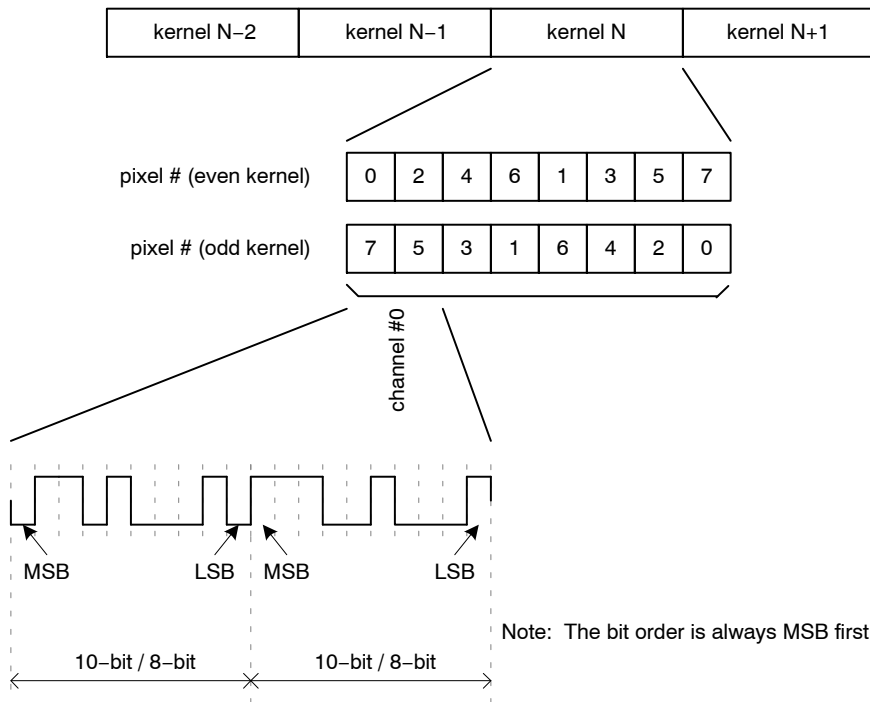 kernel N−2 kernel N−1 kernel N kernel N+1
pixel # (even kernel) 0 2 4 6 1 3 5 7
pixel # (odd kernel) 7 5 3 1 6 4 2 0
channel #0
MSB LSB MSB LSB
Note: The bit order is always MSB first
10−bit / 8−bit 10−bit / 8−bit